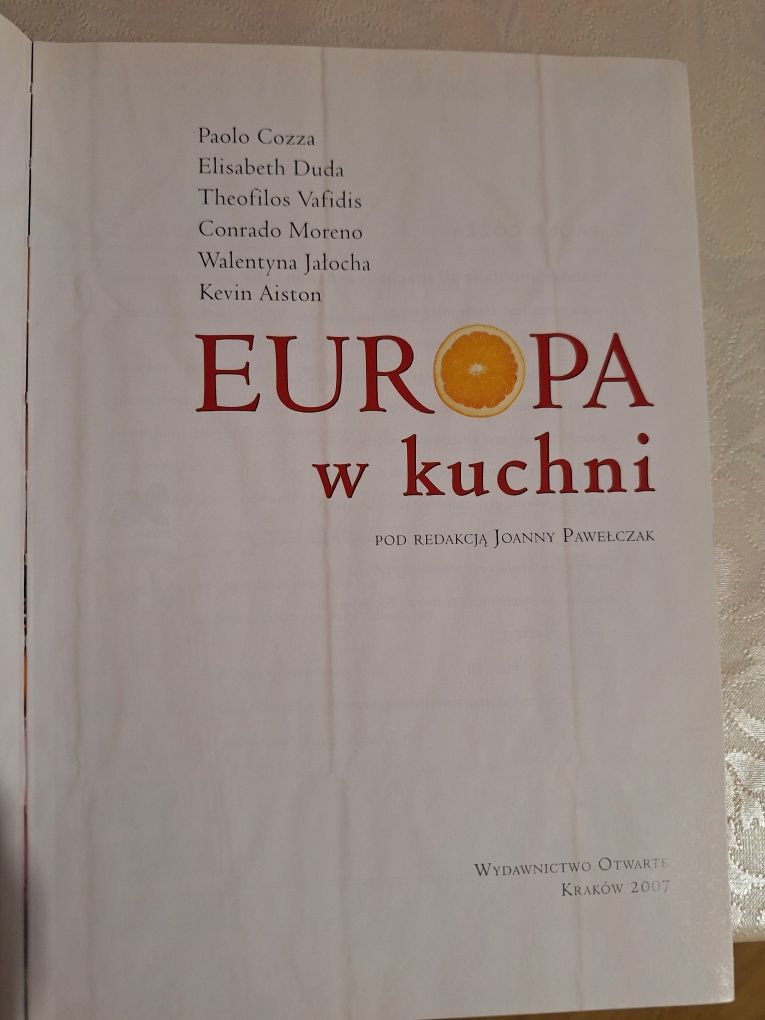 Paolo Cozza
Elisabeth Duda
Theofilos Vafidis
Conrado Moreno
Walentyna Jałocha
Kevin Aiston
EUROPA
w kuchni
POD REDAKCJĄ JOANNY PAWEŁCZAK
WYDAWNICTWO OTWARTE
KRAKÓW 2007